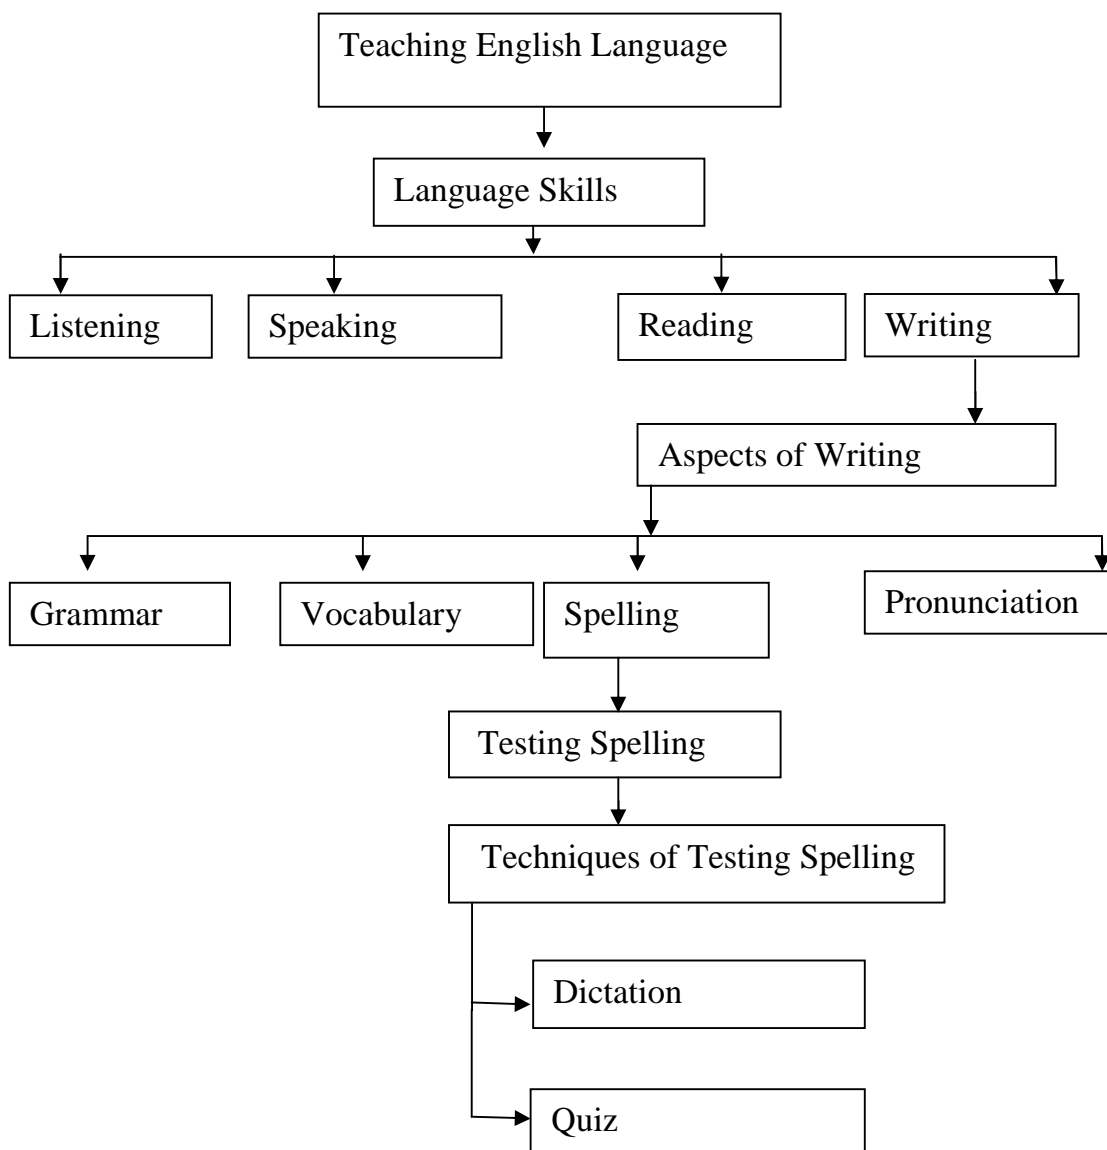 Teaching English Language
Language Skills
Listening
Speaking
Reading
Writing
Aspects of Writing
Grammar
Vocabulary
Spelling
Pronunciation
Testing Spelling
Techniques of Testing Spelling
Dictation
Quiz